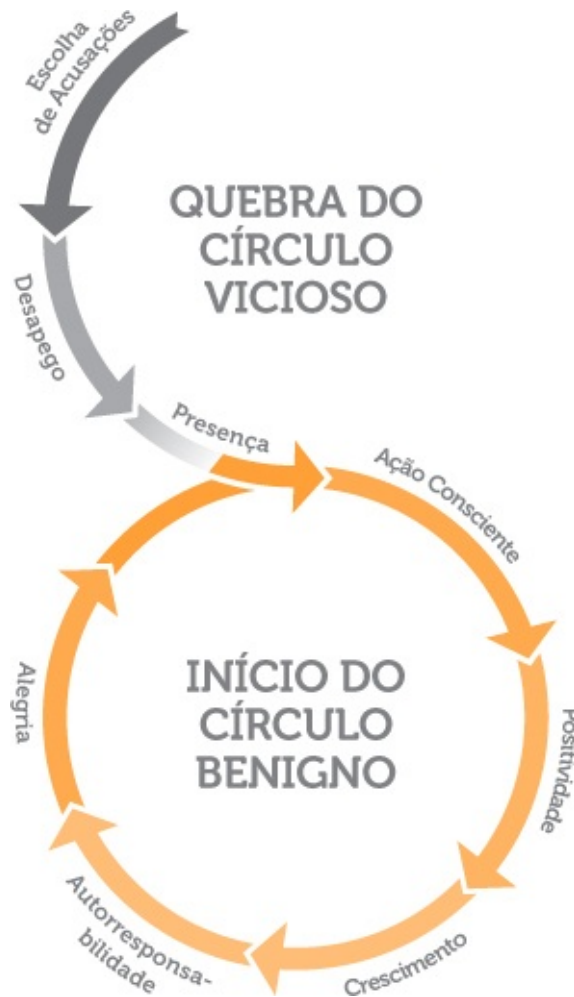 Escolha
de Acusações
QUEBRA DO
CÍRCULO
VICIOSO
Desapego
Presença
Ação Consciente
Positividade
Crescimento
Autorresponsa-
bilidade
Alegria
INÍCIO DO
CÍRCULO
BENIGNO